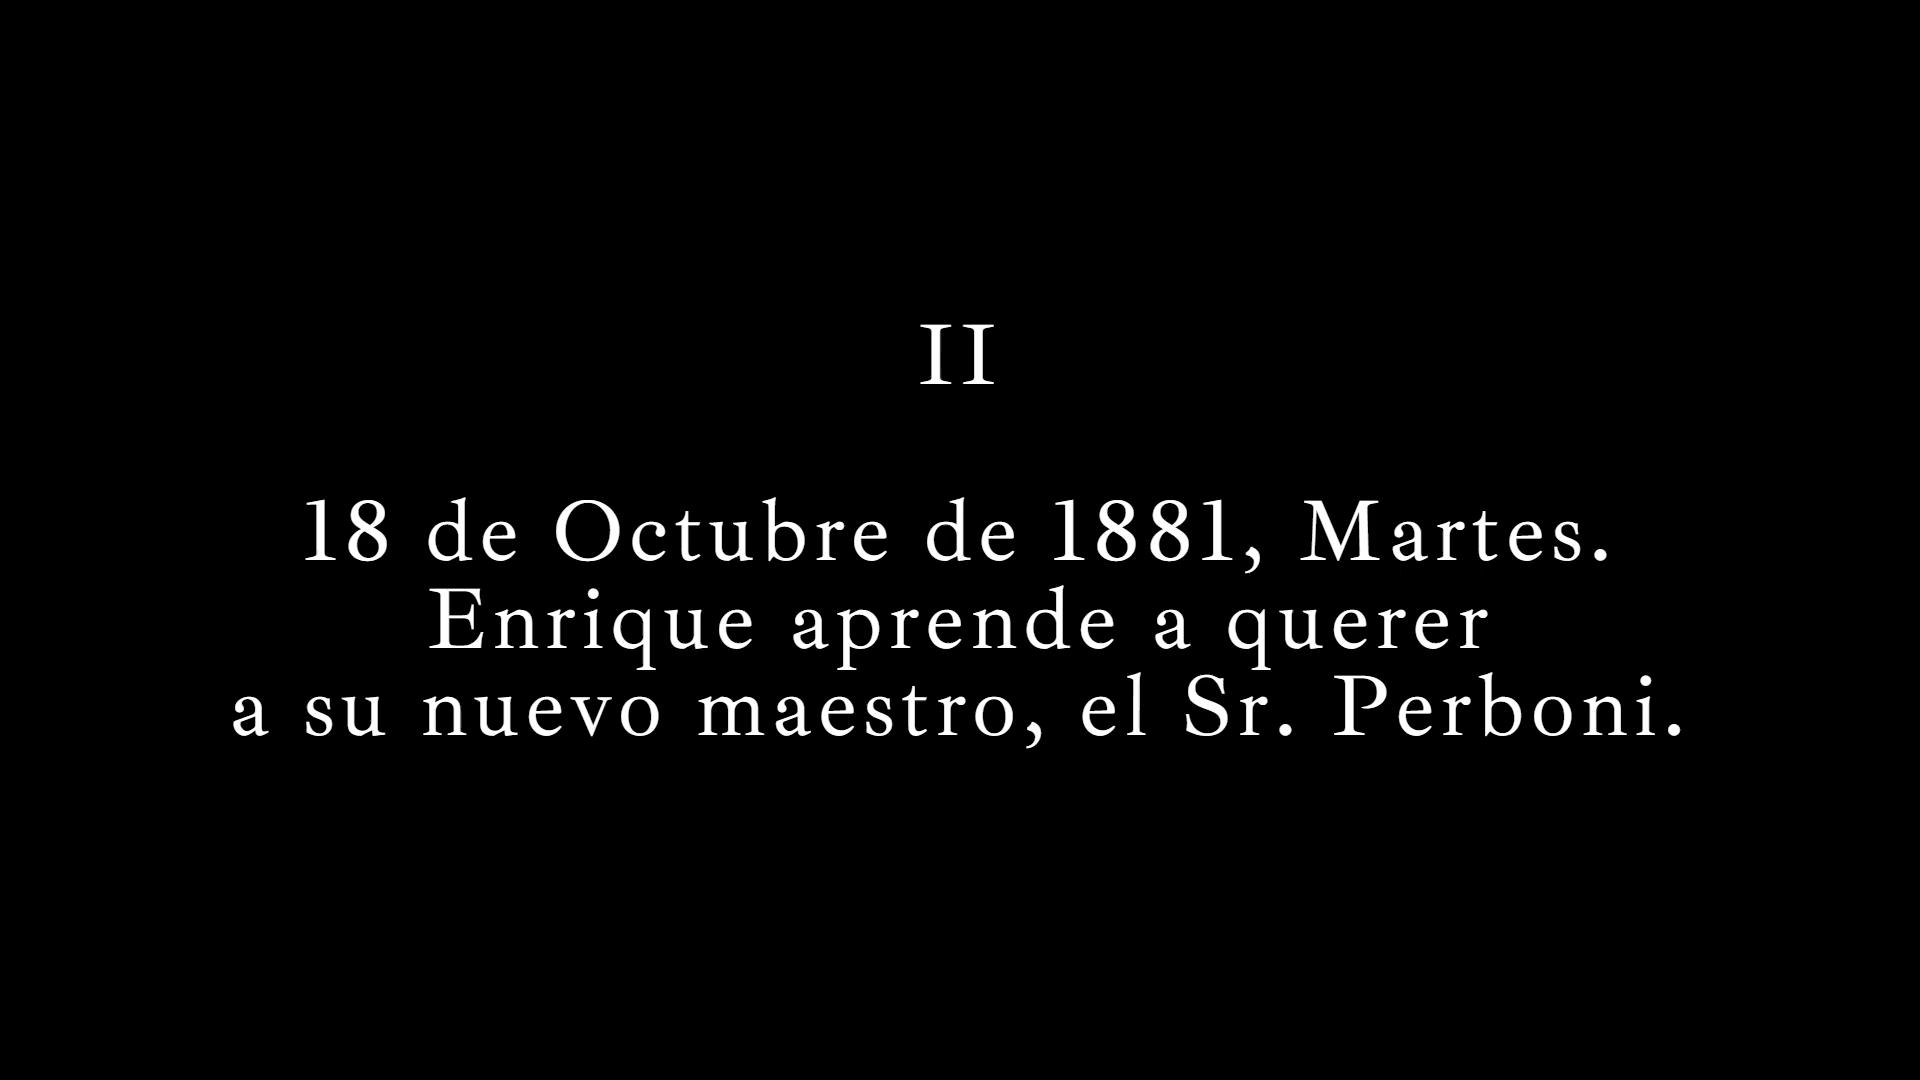 II
18 de Octubre de 1881, Martes.
Enrique aprende a querer
a su nuevo maestro, el Sr. Perboni.